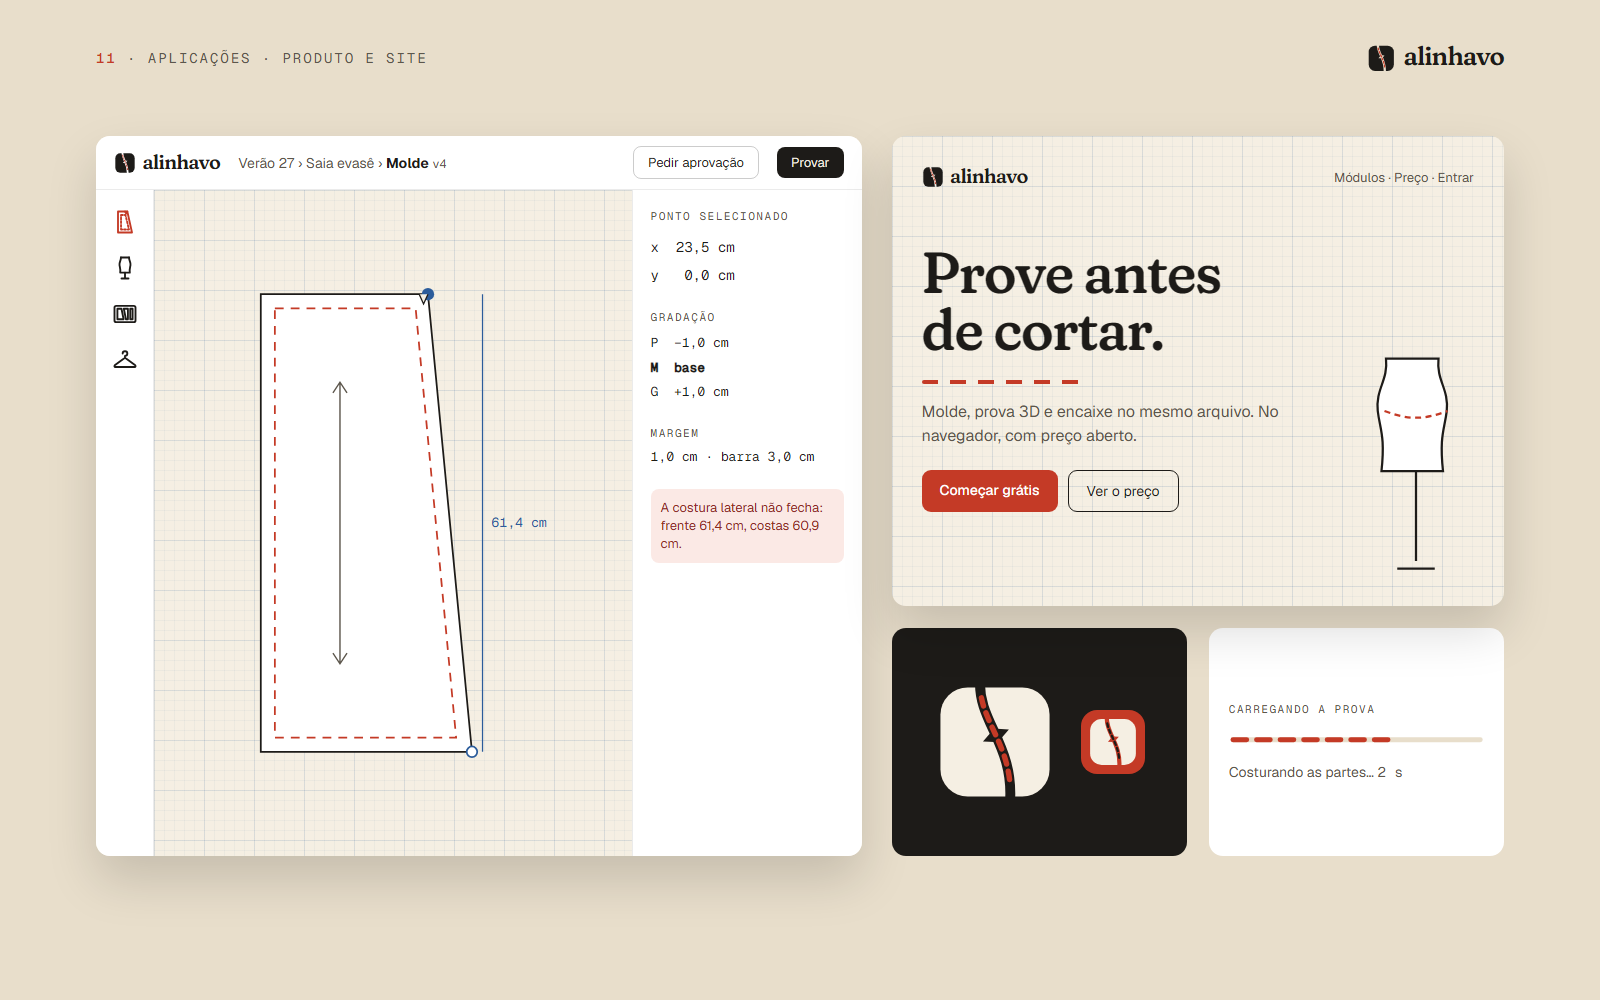 11 · APLICAÇÕES · PRODUTO E SITE
alinhavo
alinhavo
Verão 27 › Saia evasê › Molde v4
Pedir aprovação
Provar
PONTO SELECIONADO
x 23,5 cm
y 0,0 cm
GRADAÇÃO
P −1,0 cm
M base
G +1,0 cm
MARGEM
1,0 cm · barra 3,0 cm
A costura lateral não fecha:
frente 61,4 cm, costas 60,9
cm.
61,4 cm
alinhavo
Módulos · Preço · Entrar
Prove antes
de cortar.
Molde, prova 3D e encaixe no mesmo arquivo. No
navegador, com preço aberto.
Começar grátis
Ver o preço
CARREGANDO A PROVA
Costurando as partes… 2 s